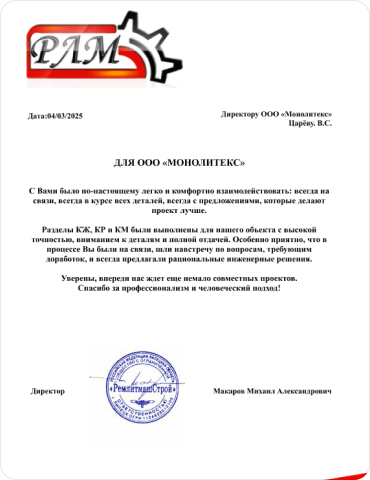 РЛМ
Дата:04/03/2025
Директору ООО «Монолитекс»
Царёву. В.С.
ДЛЯ ООО «МОНОЛИТЕКС»
С Вами было по-настоящему легко и комфортно взаимодействовать: всегда на
связи, всегда в курсе всех деталей, всегда с предложениями, которые делают
проект лучше.
Разделы КЖ, КР и КМ были выполнены для нашего объекта с высокой
точностью, вниманием к деталям и полной отдачей. Особенно приятно, что в
процессе Вы были на связи, шли навстречу по вопросам, требующим
доработок, и всегда предлагали рациональные инженерные решения.
Уверены, впереди нас ждет еще немало совместных проектов.
Спасибо за профессионализм и человеческий подход!
Директор
«РемлитмашСтрой»
Макаров Михаил Александрович